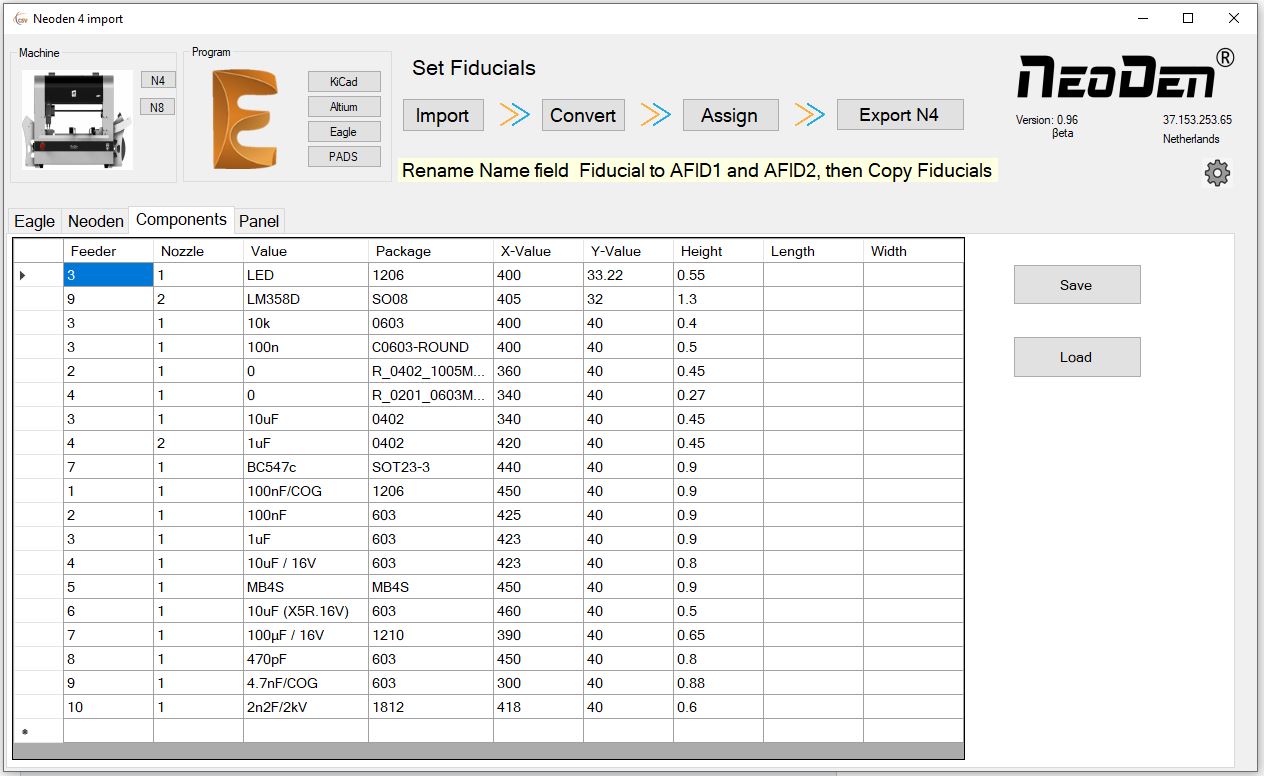 Neoden 4 import
Machine
N4
N8
Program
KiCad
Altium
Eagle
PADS
Set Fiducials
Import
Convert
Assign
Export N4
Rename Name field  Fiducial to AFID1 and AFID2, then Copy Fiducials
NEODEN®
Version: 0.96
βeta
37.153.253.65
Netherlands
Eagle Neoden Components Panel
Feeder Nozzle Value Package X-Value Y-Value Height Length Width
3 1 LED 1206 400 33.22 0.55
9 2 LM358D SO08 405 32 1.3
3 1 10k 0603 400 40 0.4
3 1 100n C0603-ROUND 400 40 0.5
2 1 0 R_0402_1005M... 360 40 0.45
4 1 0 R_0201_0603M... 340 40 0.27
3 1 10uF 0402 340 40 0.45
4 2 1uF 0402 420 40 0.45
7 1 BC547c SOT23-3 440 40 0.9
1 1 100nF/COG 1206 450 40 0.9
2 1 100nF 603 425 40 0.9
3 1 1uF 603 423 40 0.9
4 1 10uF / 16V 603 423 40 0.8
5 1 MB4S MB4S 450 40 0.9
6 1 10uF (X5R.16V) 603 460 40 0.5
7 1 100µF / 16V 1210 390 40 0.65
8 1 470pF 603 450 40 0.8
9 1 4.7nF/COG 603 300 40 0.88
10 1 2n2F/2kV 1812 418 40 0.6
Save
Load